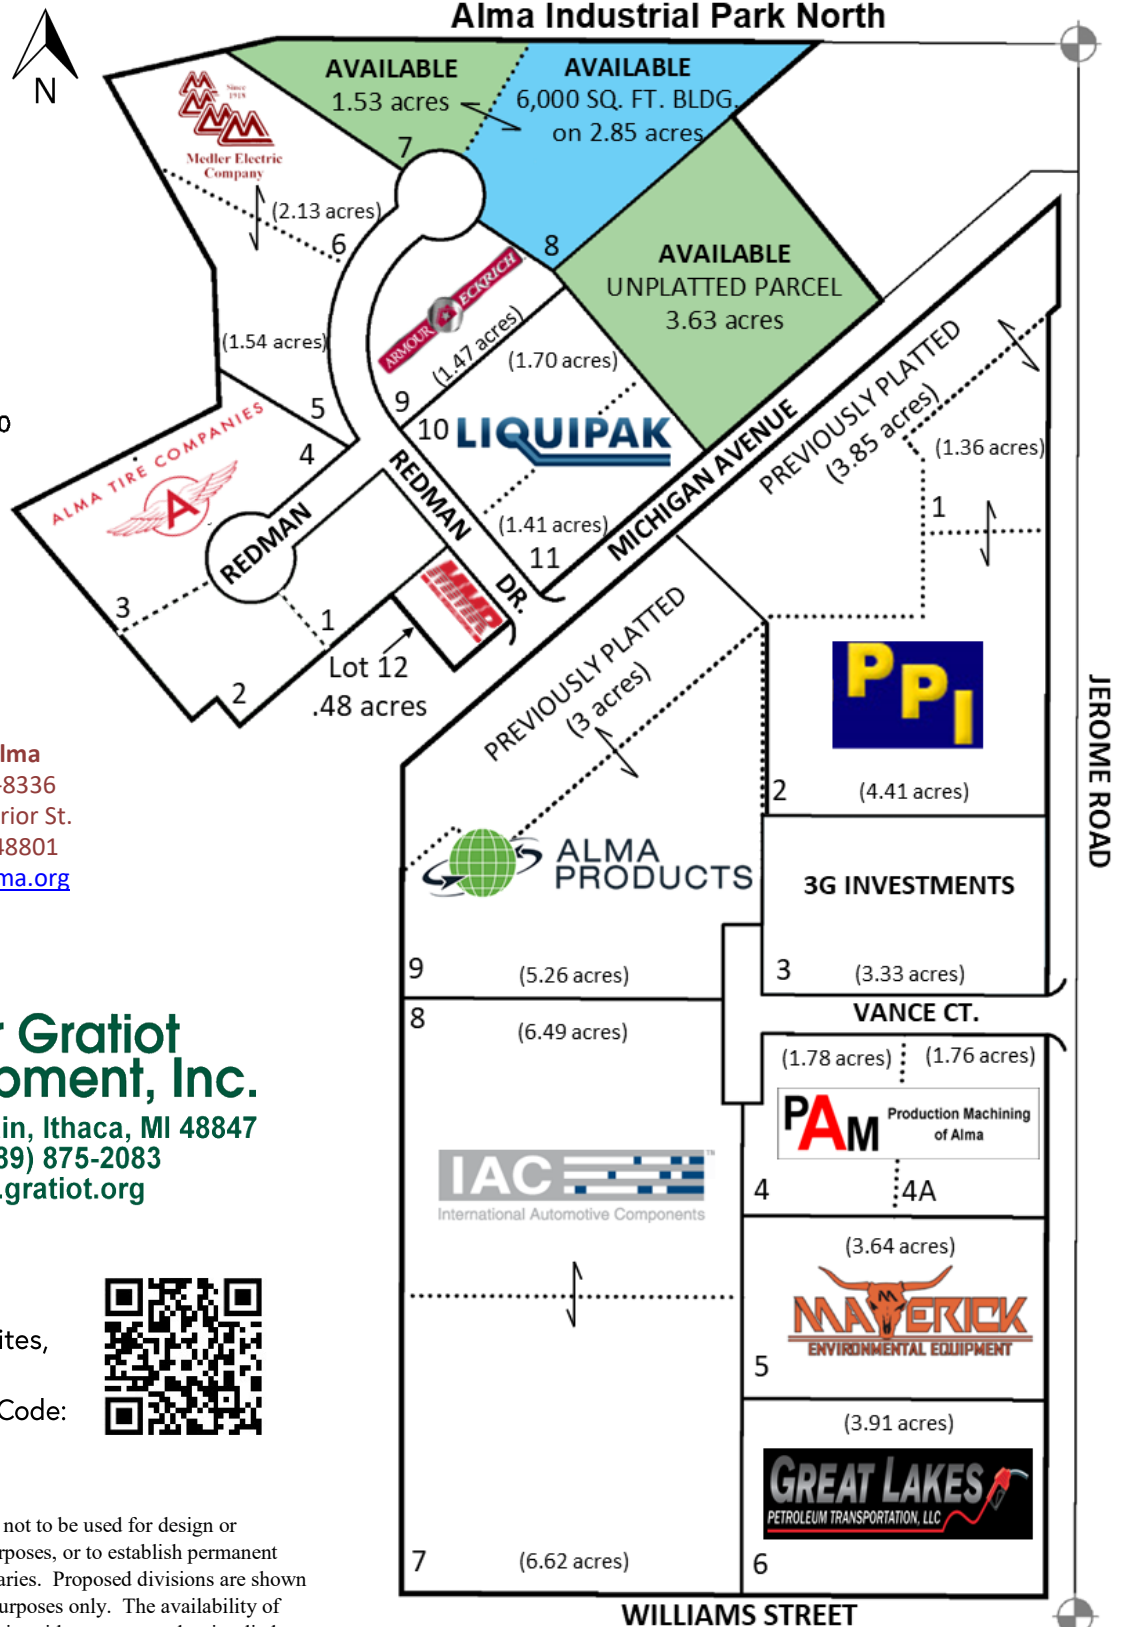 Alma Industrial Park North
N
AVAILABLE
1.53 acres
AVAILABLE
6,000 SQ. FT. BLDG.
on 2.85 acres
Since
1918
Medler Electric
Company
7
(2.13 acres)
6
8
AVAILABLE
UNPLATTED PARCEL
3.63 acres
ARMOUR ECKRICH
(1.47 acres)
(1.54 acres)
(1.70 acres)
5
9
10
LIQUIPAK
4
ALMA TIRE COMPANIES
A
REDMAN
REDMAN
DR.
(1.41 acres)
11
MICHIGAN AVENUE
PREVIOUSLY PLATTED
(3.85 acres)
(1.36 acres)
1
3
1
2
Lot 12
.48 acres
PREVIOUSLY PLATTED
(3 acres)
PPI
2
(4.41 acres)
JEROME ROAD
lma
-8336
rior St.
48801
ma.org
ALMA
PRODUCTS
3G INVESTMENTS
9
(5.26 acres)
3
(3.33 acres)
8
(6.49 acres)
VANCE CT.
(1.78 acres)
(1.76 acres)
PAM
Production Machining
of Alma
4
4A
r Gratiot
pment, Inc.
in, Ithaca, MI 48847
89) 875-2083
.gratiot.org
IAC
International Automotive Components
(3.64 acres)
MAVERICK
ENVIRONMENTAL EQUIPMENT
5
ites,
Code:
(3.91 acres)
GREAT LAKES
PETROLEUM TRANSPORTATION, LLC
7
(6.62 acres)
6
WILLIAMS STREET
not to be used for design or
rposes, or to establish permanent
aries. Proposed divisions are shown
urposes only. The availability of